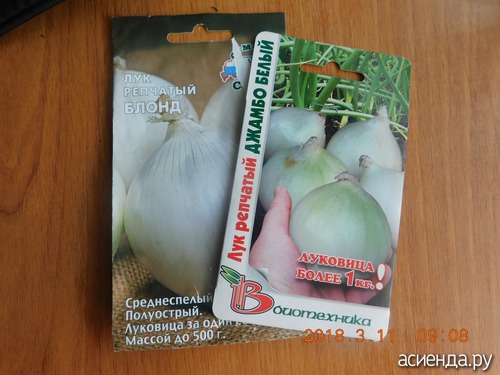 ЛУК
РЕПЧАТЫЙ
БЛОНД
Среднеспелый
Полуострый.
Луковица за один
Массой до 500 г.
Лук репчатый ДЖАМБО БЕЛЫЙ
ЛУКОВИЦА
БОЛЕЕ 1 кг.!
Биотехника
2018 3 11 09:08
асиенда.ру